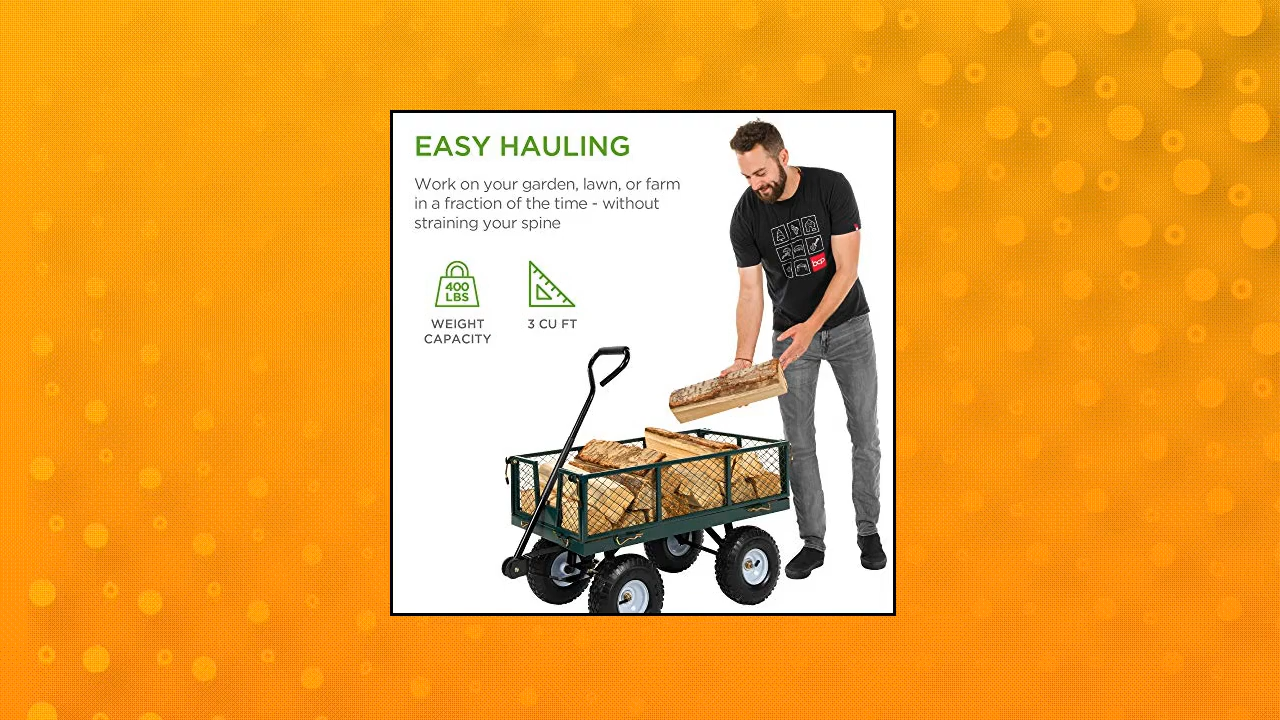 EASY HAULING
Work on your garden, lawn, or farm
in a fraction of the time - without
straining your spine
400
LBS
WEIGHT
CAPACITY
3 CU FT
bcp